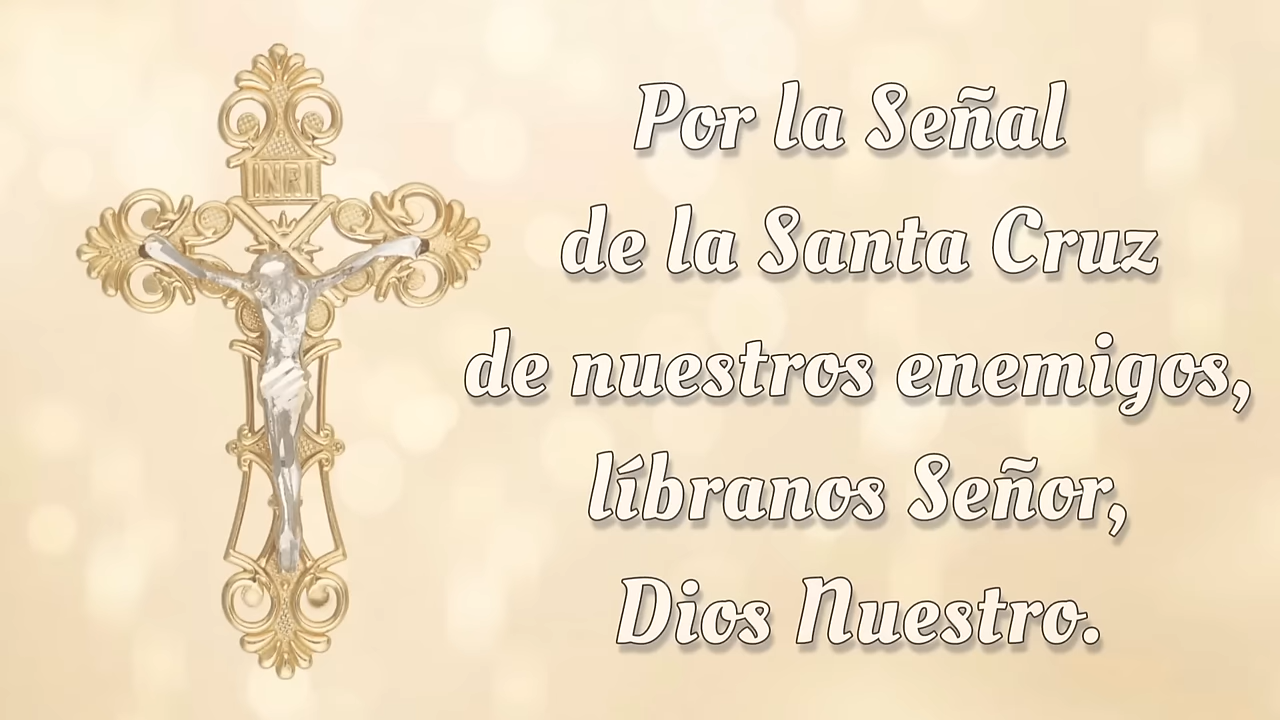 INRI
Por la Señal
de la Santa Cruz
de nuestros enemigos,
líbranos Señor,
Dios Nuestro.